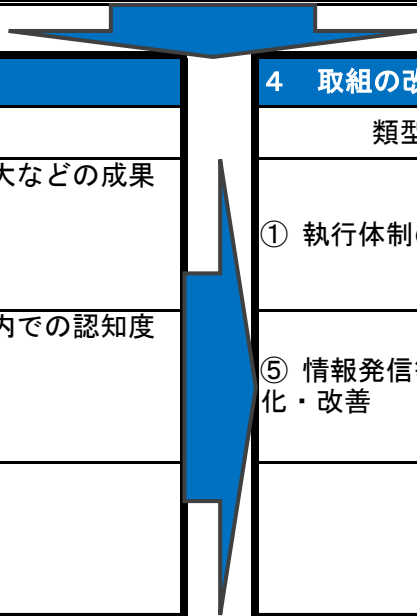 4 取組の改
類型
大などの成果
① 執行体制
内での認知度
⑤ 情報発信
化・改善